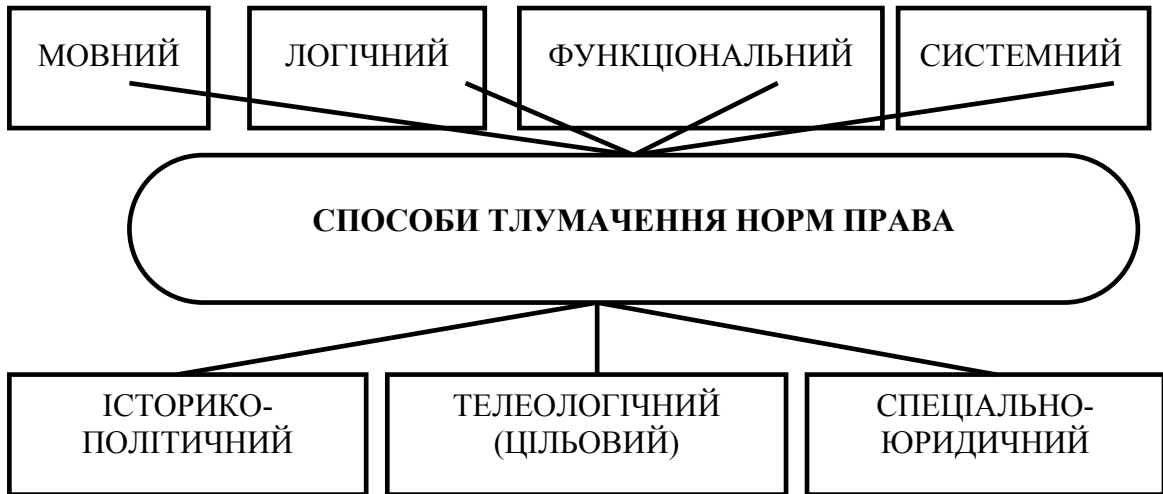 МОВНИЙ
ЛОГІЧНИЙ
ФУНКЦІОНАЛЬНИЙ
СИСТЕМНИЙ
СПОСОБИ ТЛУМАЧЕННЯ НОРМ ПРАВА
ІСТОРИКО-
ПОЛІТИЧНИЙ
ТЕЛЕОЛОГІЧНИЙ
(ЦІЛЬОВИЙ)
СПЕЦІАЛЬНО-
ЮРИДИЧНИЙ